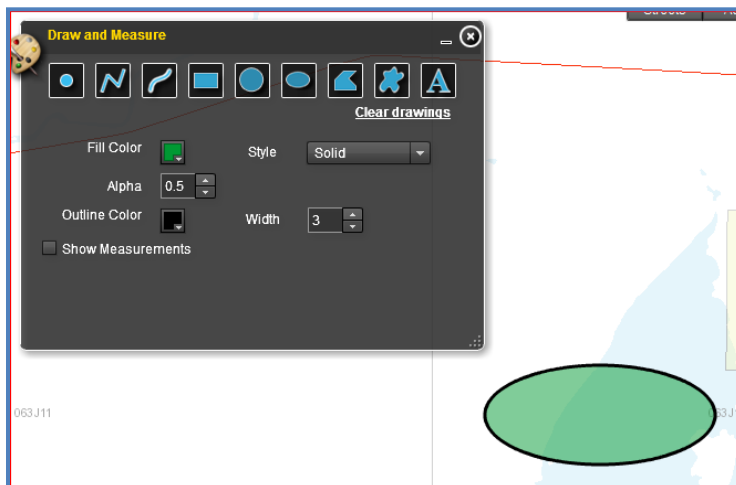 Draw and Measure
A
Clear drawings
Fill Color
Style
Solid
Alpha
0.5
Outline Color
Width
3
Show Measurements
063J11